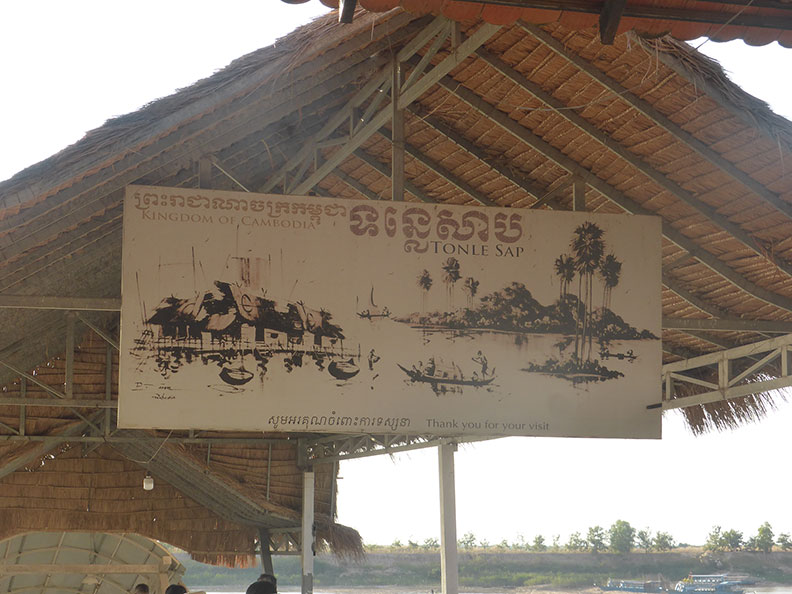 ព្រះរាជាណាចក្រកម្ពុជា ទន្លេសាប
KINGDOM OF CAMBODIA TONLE SAP
សូមអរគុណចំពោះការទស្សនា Thank you for your visit